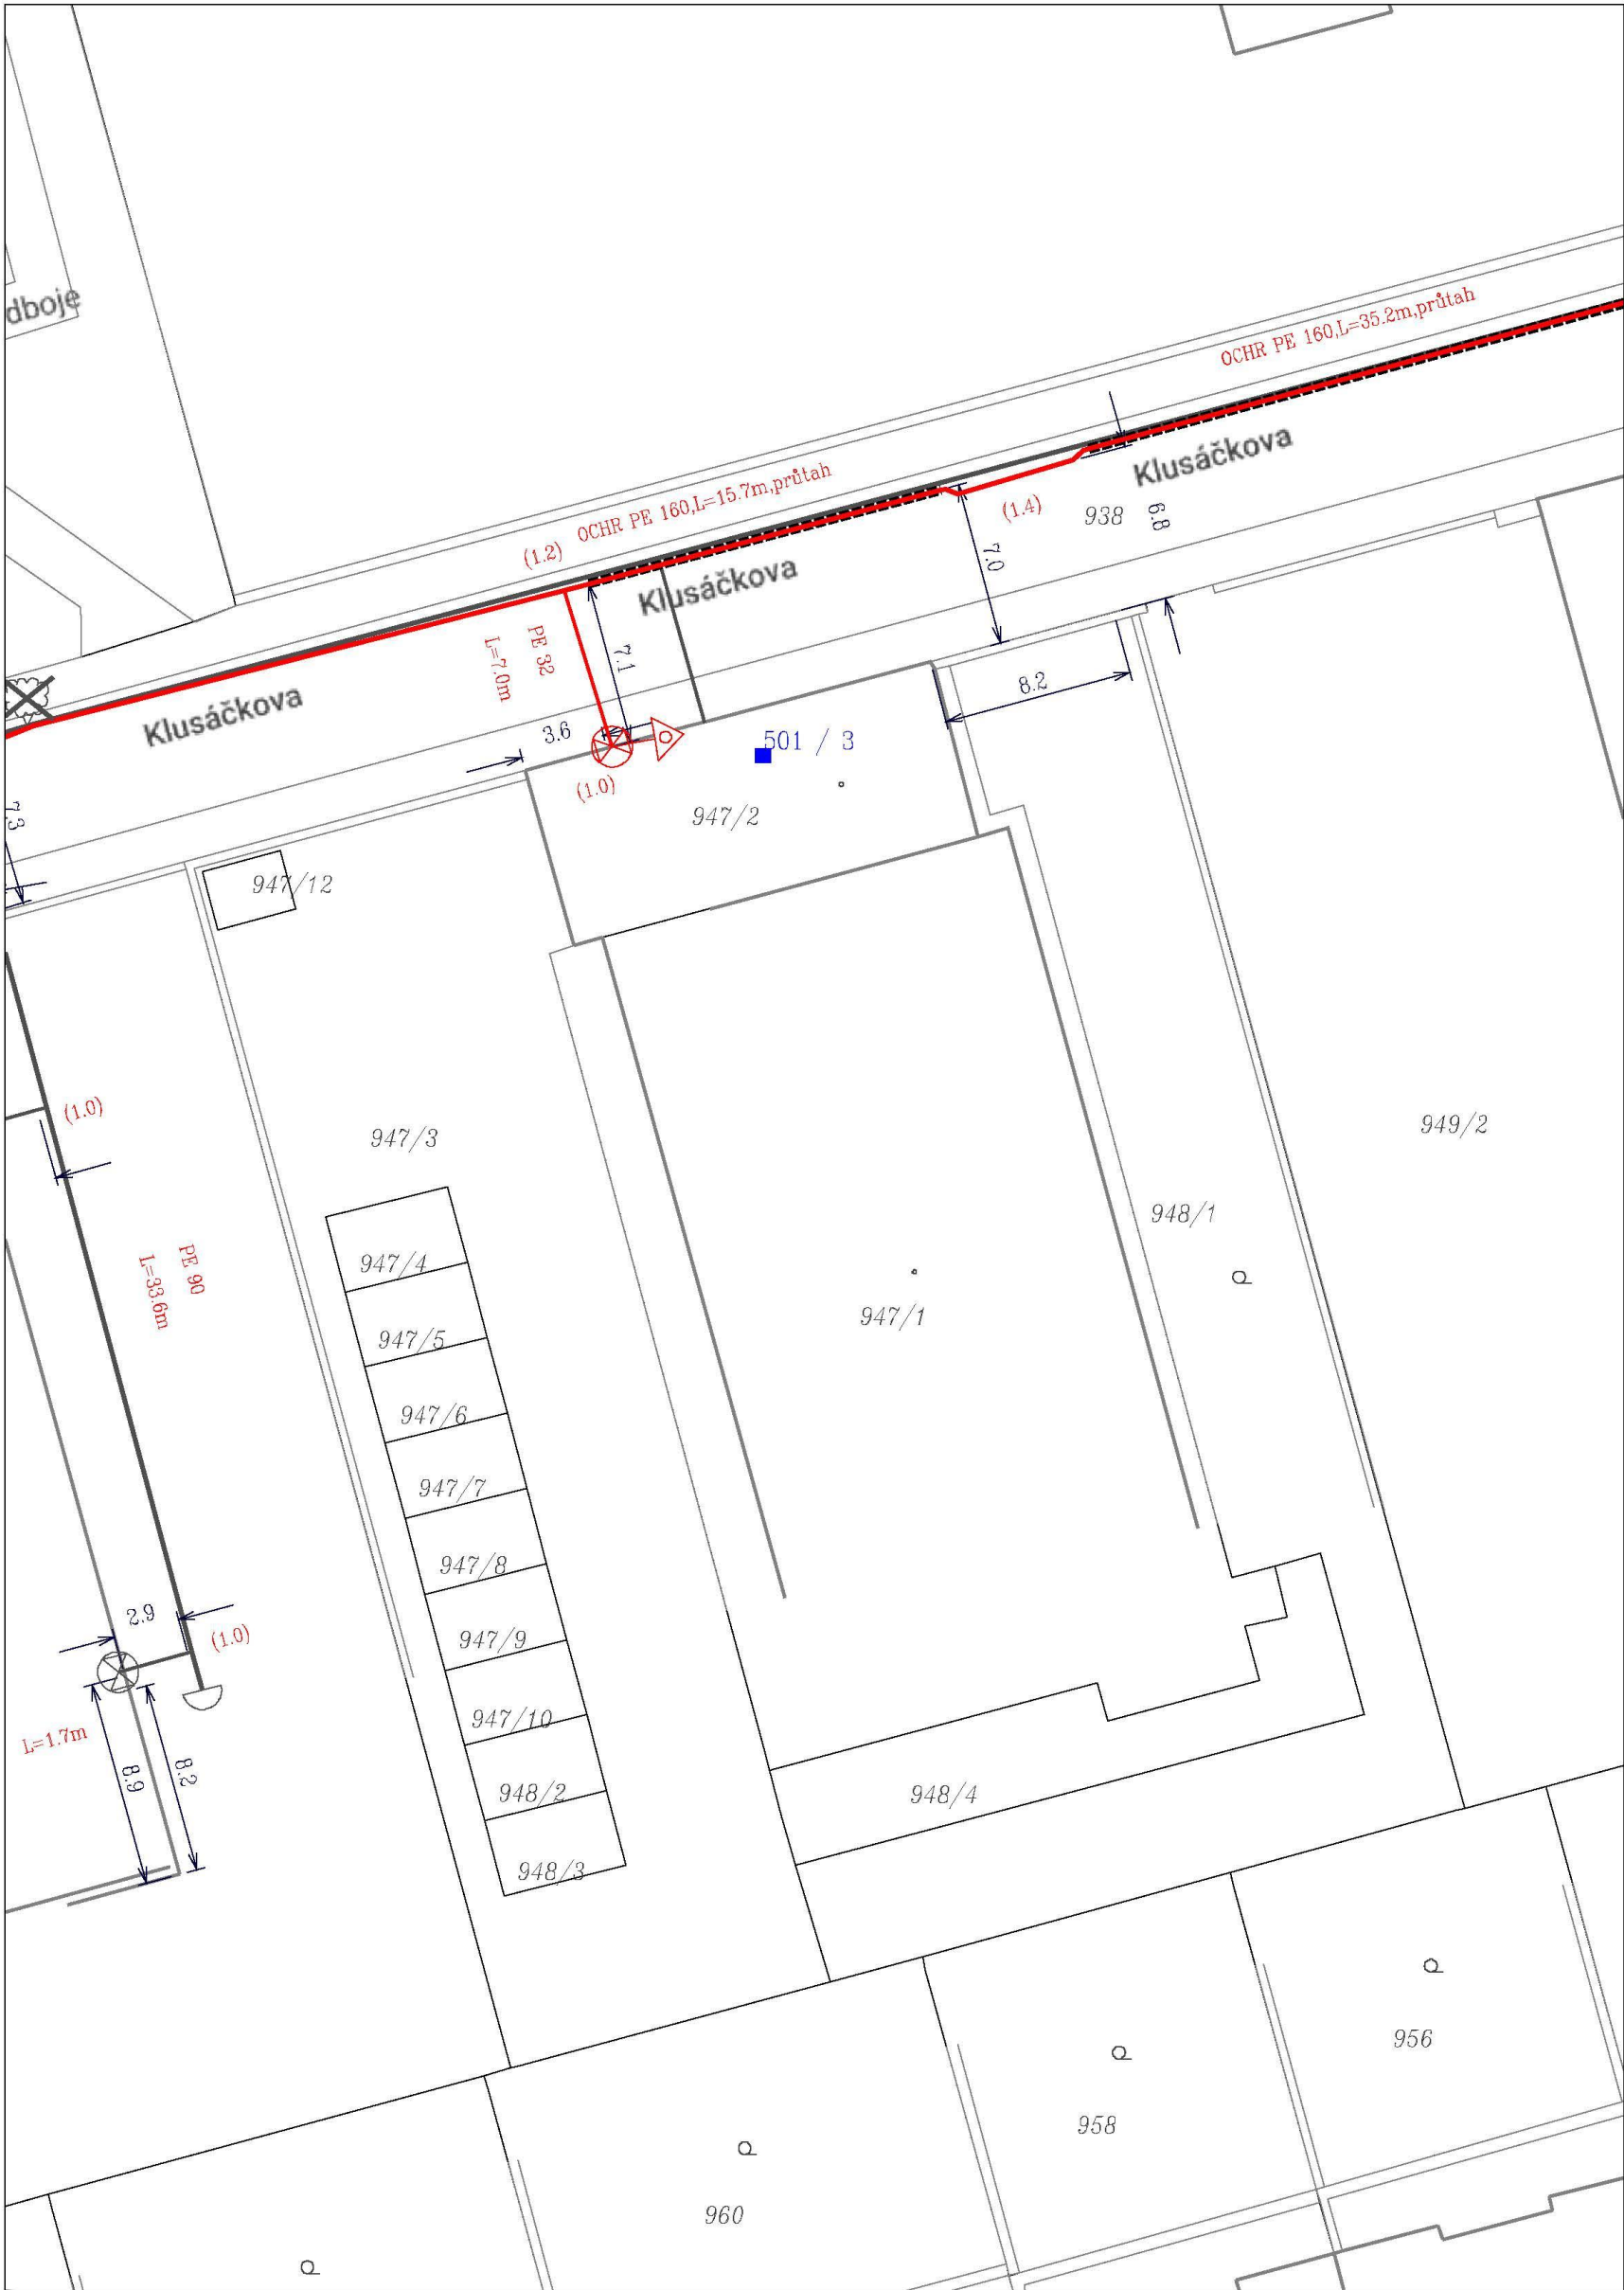 dboje
OCHR PE 160,L=35.2m,průtah
Klusáčkova
OCHR PE 160,L=15.7m,průtah
(1.4)
938
6.8
(1.2)
7.0
Klusáčkova
PE 32
L=7.0m
7.1
8.2
Klusáčkova
3.6
501 / 3
(1.0)
947/2
7.3
947/12
(1.0)
947/3
949/2
948/1
PE 90
L=33.6m
947/4
947/1
947/5
947/6
947/7
947/8
2.9
(1.0)
947/9
947/10
L=1.7m
8.9
8.2
948/2
948/4
948/3
956
958
960